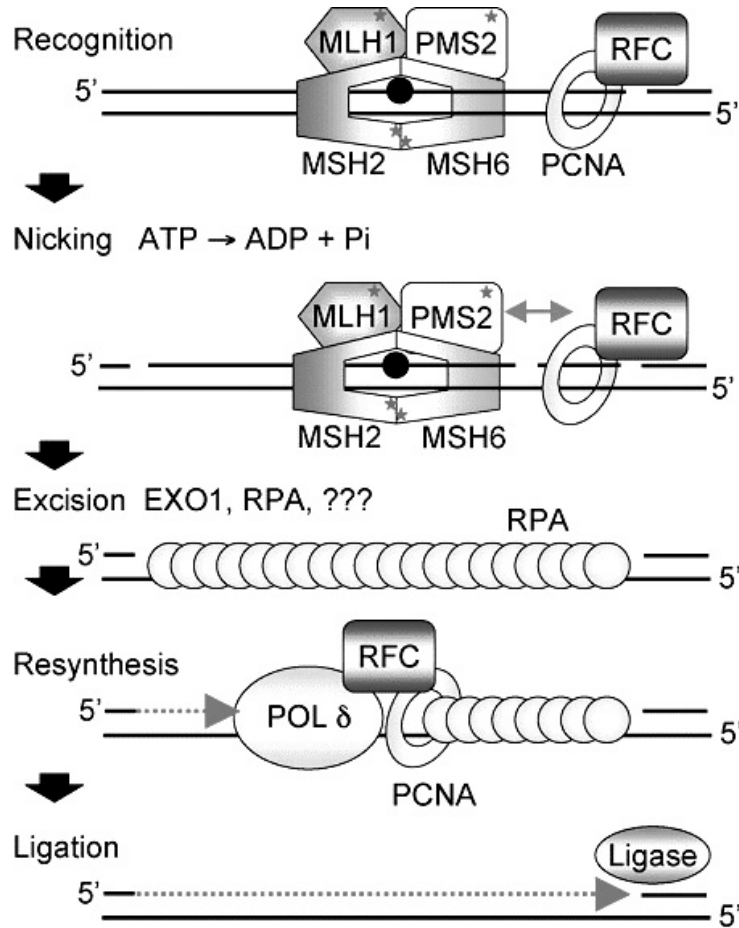 Recognition
MLH1 PMS2 RFC
5’
5’
MSH2 MSH6 PCNA
Nicking ATP → ADP + Pi
MLH1 PMS2 RFC
5’
5’
MSH2 MSH6
Excision EXO1, RPA, ???
RPA
5’
5’
Resynthesis
RFC
5’
POL δ
5’
PCNA
Ligation
Ligase
5’
5’